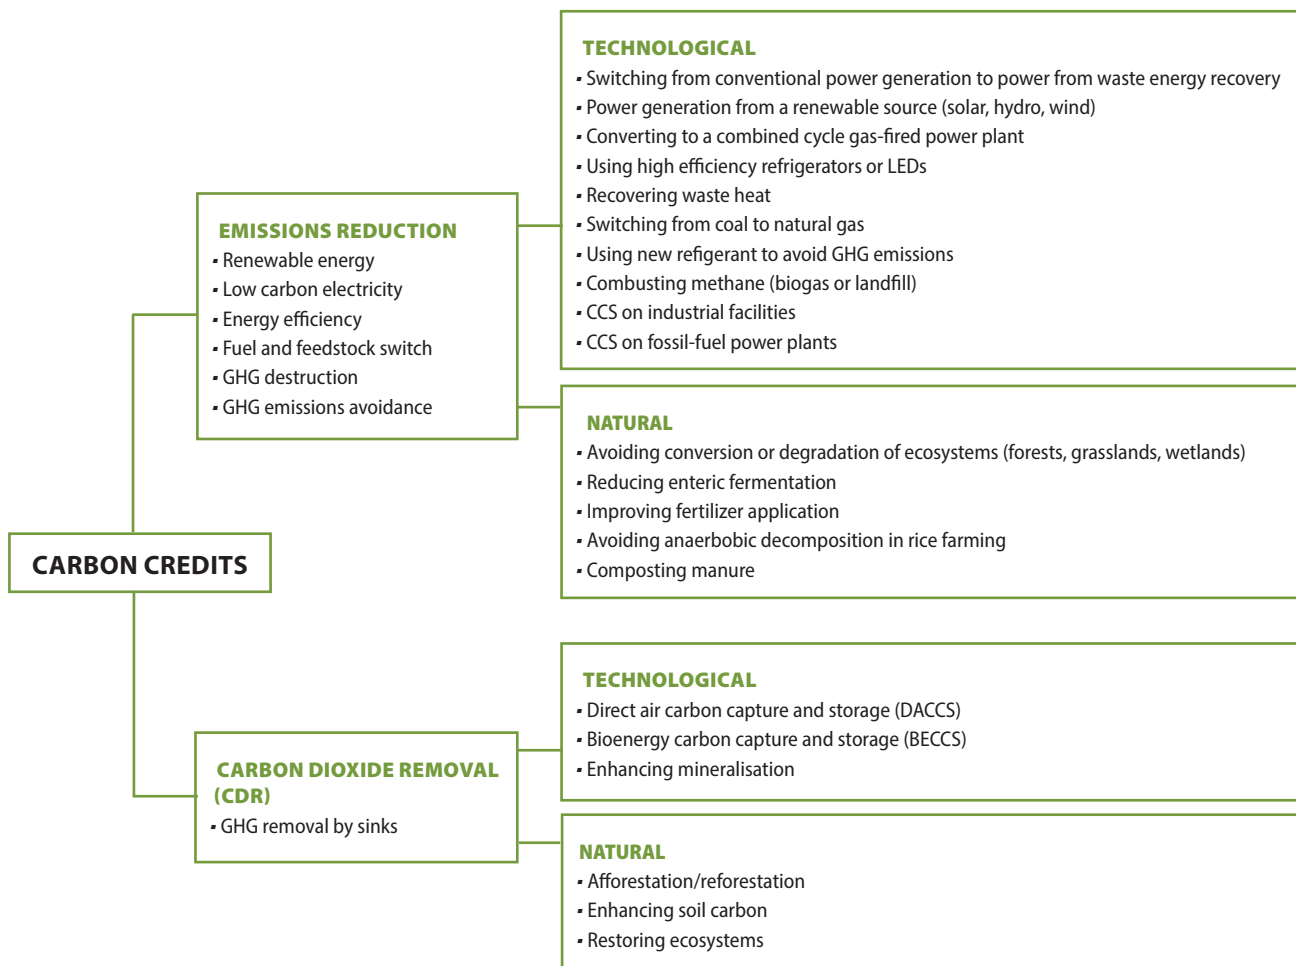 TECHNOLOGICAL
▪ Switching from conventional power generation to power from waste energy recovery
▪ Power generation from a renewable source (solar, hydro, wind)
▪ Converting to a combined cycle gas-fired power plant
▪ Using high efficiency refrigerators or LEDs
▪ Recovering waste heat
▪ Switching from coal to natural gas
▪ Using new refigerant to avoid GHG emissions
▪ Combusting methane (biogas or landfill)
▪ CCS on industrial facilities
▪ CCS on fossil-fuel power plants
EMISSIONS REDUCTION
▪ Renewable energy
▪ Low carbon electricity
▪ Energy efficiency
▪ Fuel and feedstock switch
▪ GHG destruction
▪ GHG emissions avoidance
NATURAL
▪ Avoiding conversion or degradation of ecosystems (forests, grasslands, wetlands)
▪ Reducing enteric fermentation
▪ Improving fertilizer application
▪ Avoiding anaerbobic decomposition in rice farming
▪ Composting manure
CARBON CREDITS
TECHNOLOGICAL
▪ Direct air carbon capture and storage (DACCS)
▪ Bioenergy carbon capture and storage (BECCS)
▪ Enhancing mineralisation
CARBON DIOXIDE REMOVAL
(CDR)
▪ GHG removal by sinks
NATURAL
▪ Afforestation/reforestation
▪ Enhancing soil carbon
▪ Restoring ecosystems